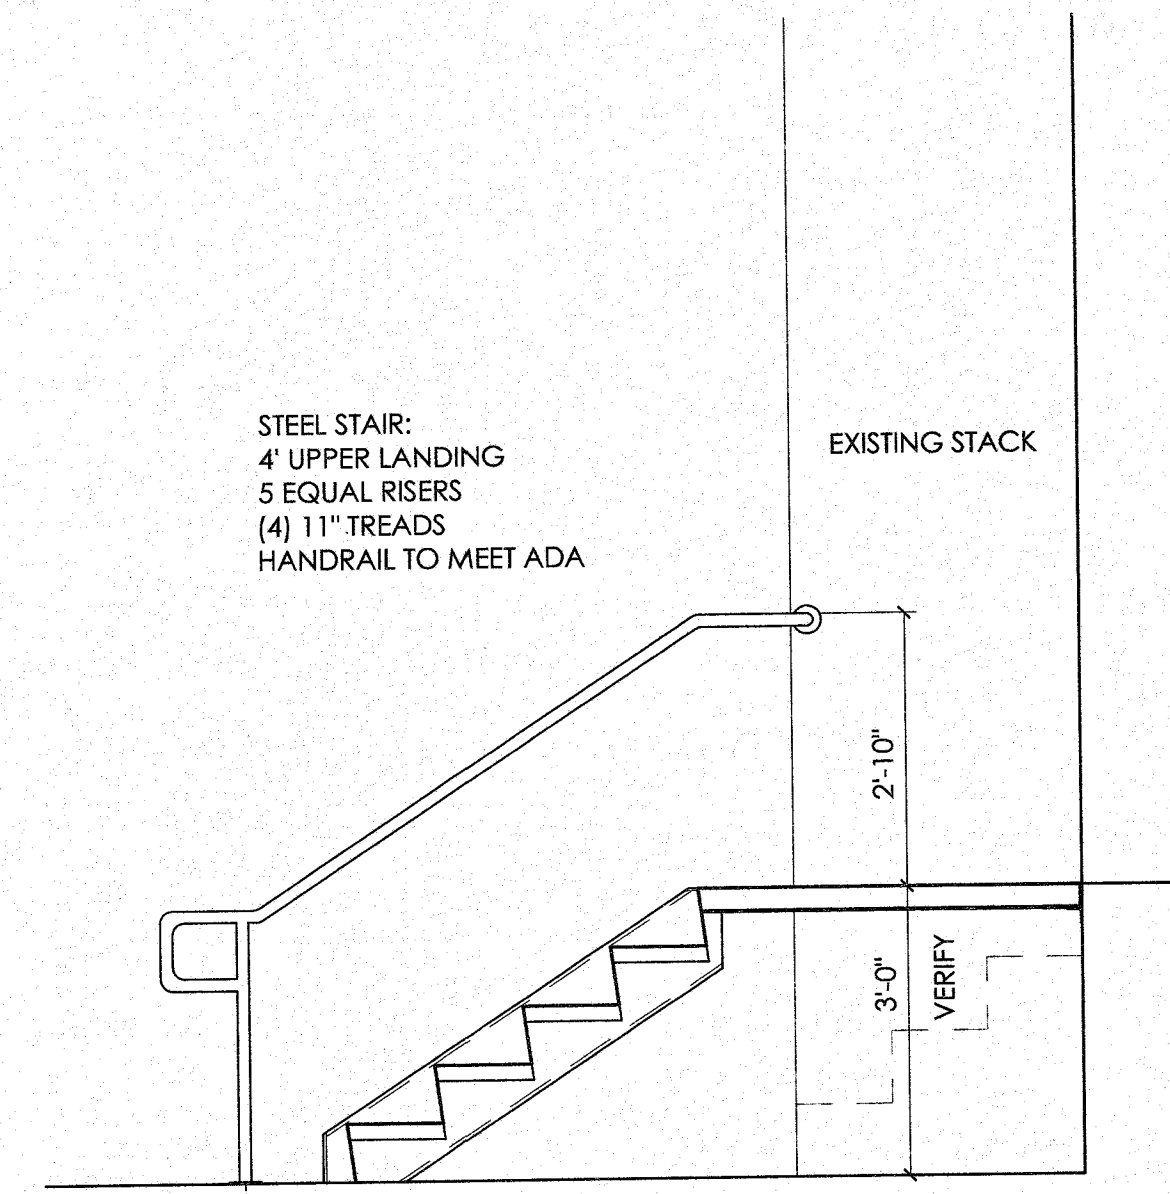 STEEL STAIR:
4' UPPER LANDING
5 EQUAL RISERS
(4) 11" TREADS
HANDRAIL TO MEET ADA
EXISTING STACK
2'-10"
3'-0"
VERIFY